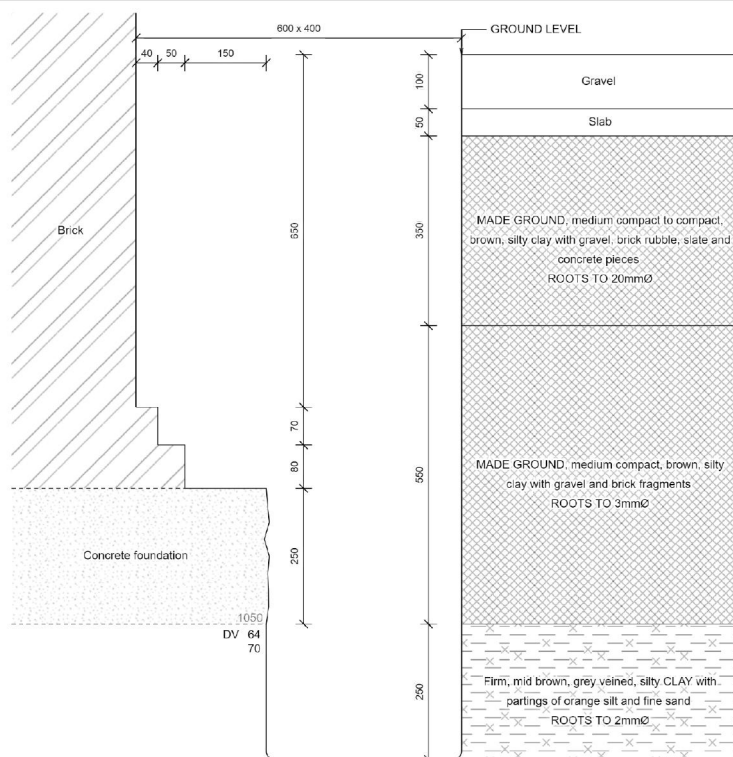 600 x 400
GROUND LEVEL
40 50 150
100
Gravel
50
Slab
Brick
650
350
MADE GROUND, medium compact to compact,
brown, silty clay with gravel, brick rubble, slate and
concrete pieces
ROOTS TO 20mmØ
70
80
550
MADE GROUND, medium compact, brown, silty
clay with gravel and brick fragments
ROOTS TO 3mmØ
Concrete foundation
250
1050
DV 64
70
250
Firm, mid brown, grey veined, silty CLAY with
partings of orange silt and fine sand
ROOTS TO 2mmØ